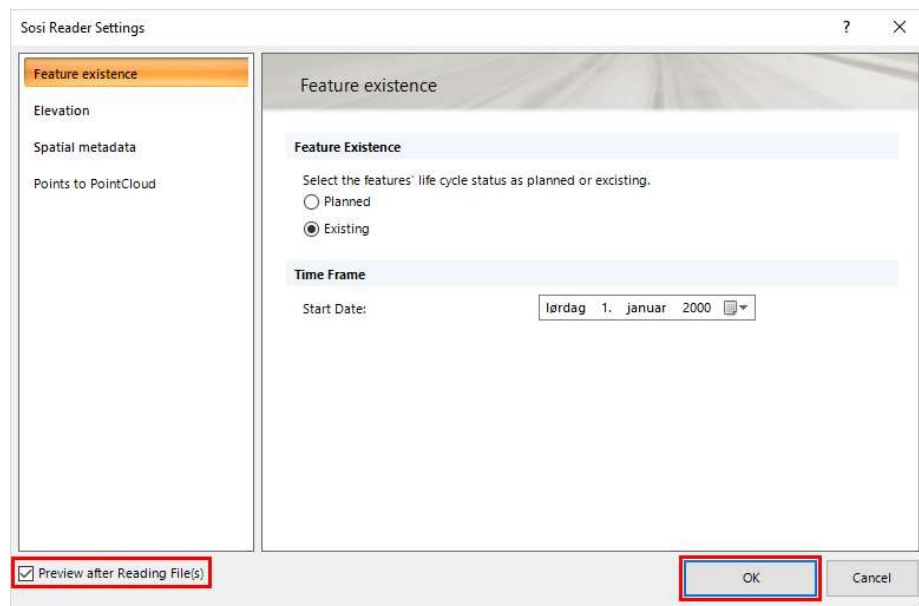 Sosi Reader Settings
Feature existence
Elevation
Spatial metadata
Points to PointCloud
Feature existence
Feature Existence
Select the features' life cycle status as planned or excisting.
Planned
Existing
Time Frame
Start Date: lørdag 1. januar 2000
Preview after Reading File(s)
OK Cancel